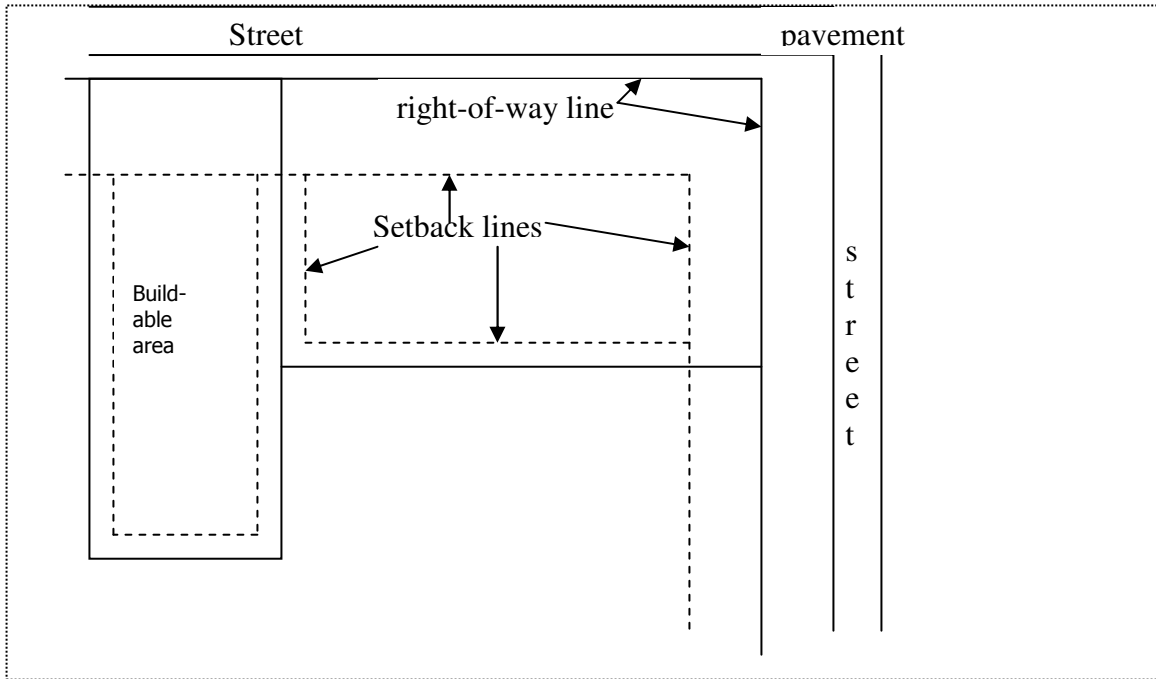 Street
pavement
right-of-way line
Setback lines
Build-
able
area
s
t
r
e
e
t